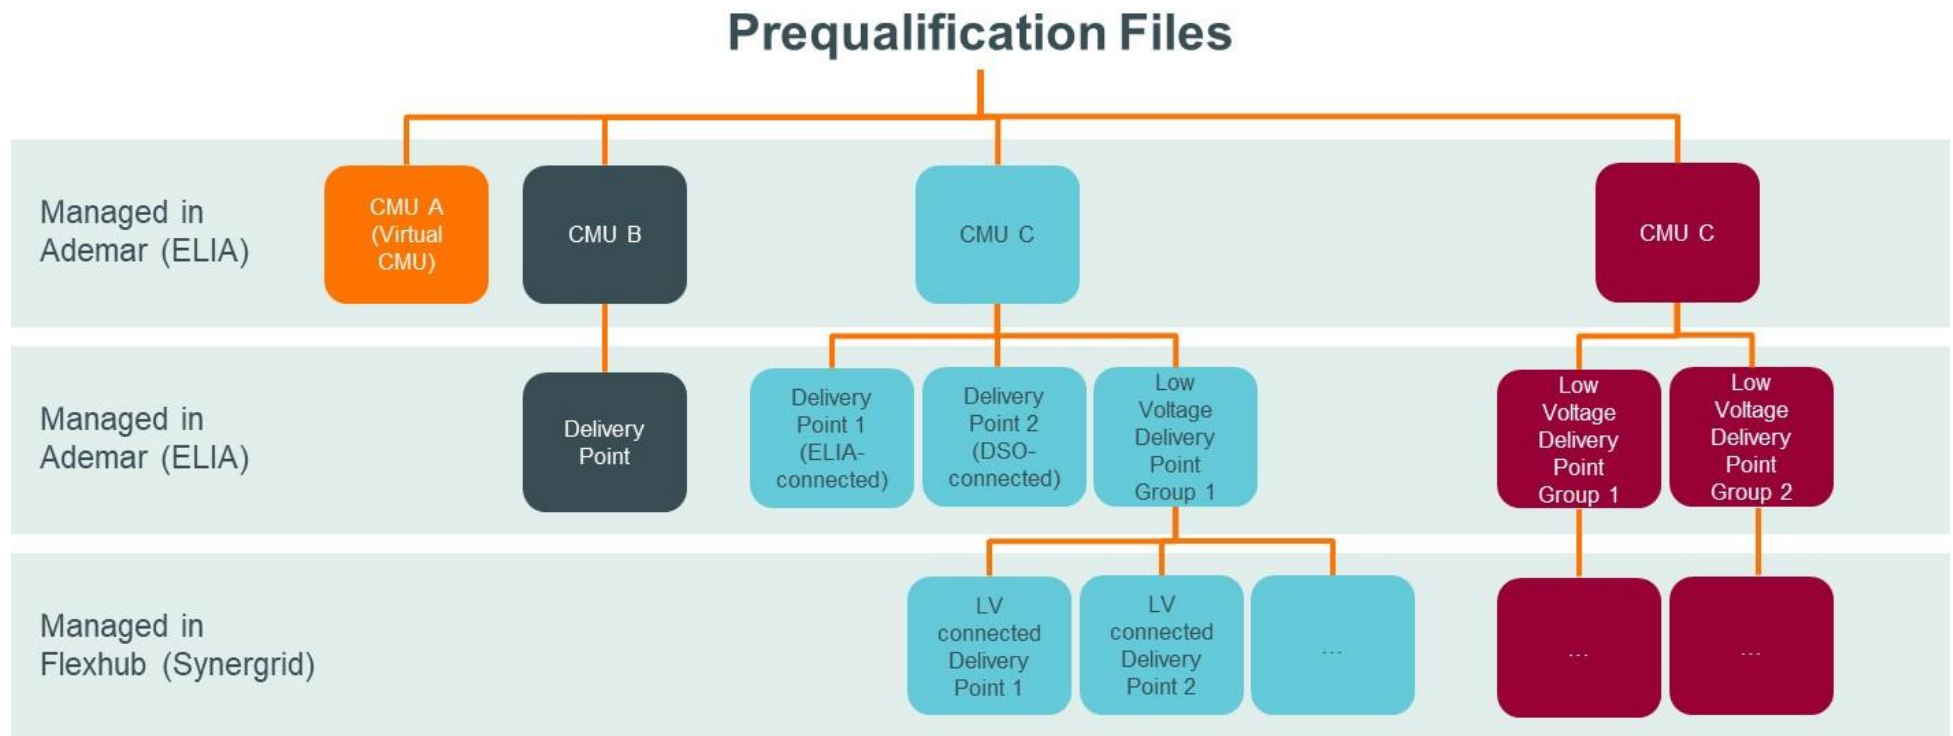 Prequalification Files
Managed in
Ademar (ELIA)
CMU A
(Virtual
CMU)
CMU B
CMU C
CMU C
Managed in
Ademar (ELIA)
Delivery
Point
Delivery
Point 1
(ELIA-
connected)
Delivery
Point 2
(DSO-
connected)
Low
Voltage
Delivery
Point
Group 1
Low
Voltage
Delivery
Point
Group 1
Low
Voltage
Delivery
Point
Group 2
Managed in
Flexhub (Synergrid)
LV
connected
Delivery
Point 1
LV
connected
Delivery
Point 2
...
...
...